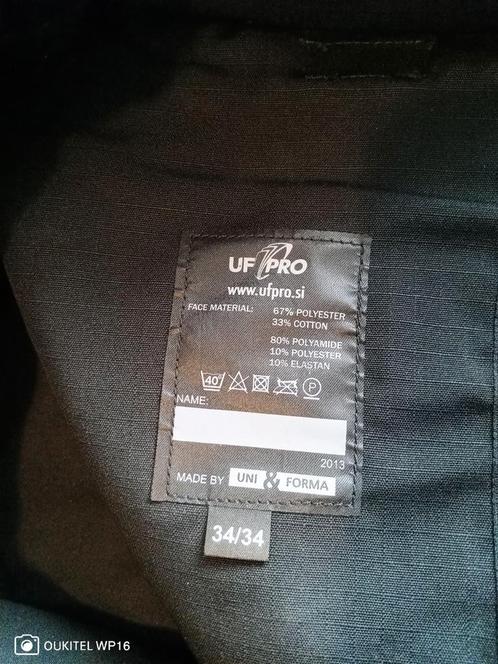 UF PRO
www.ufpro.si
FACE MATERIAL: 67% POLYESTER
33% COTTON
80% POLYAMIDE
10% POLYESTER
10% ELASTAN
40° P
NAME:
2013
MADE BY UNI & FORMA
34/34
OUKITEL WP16